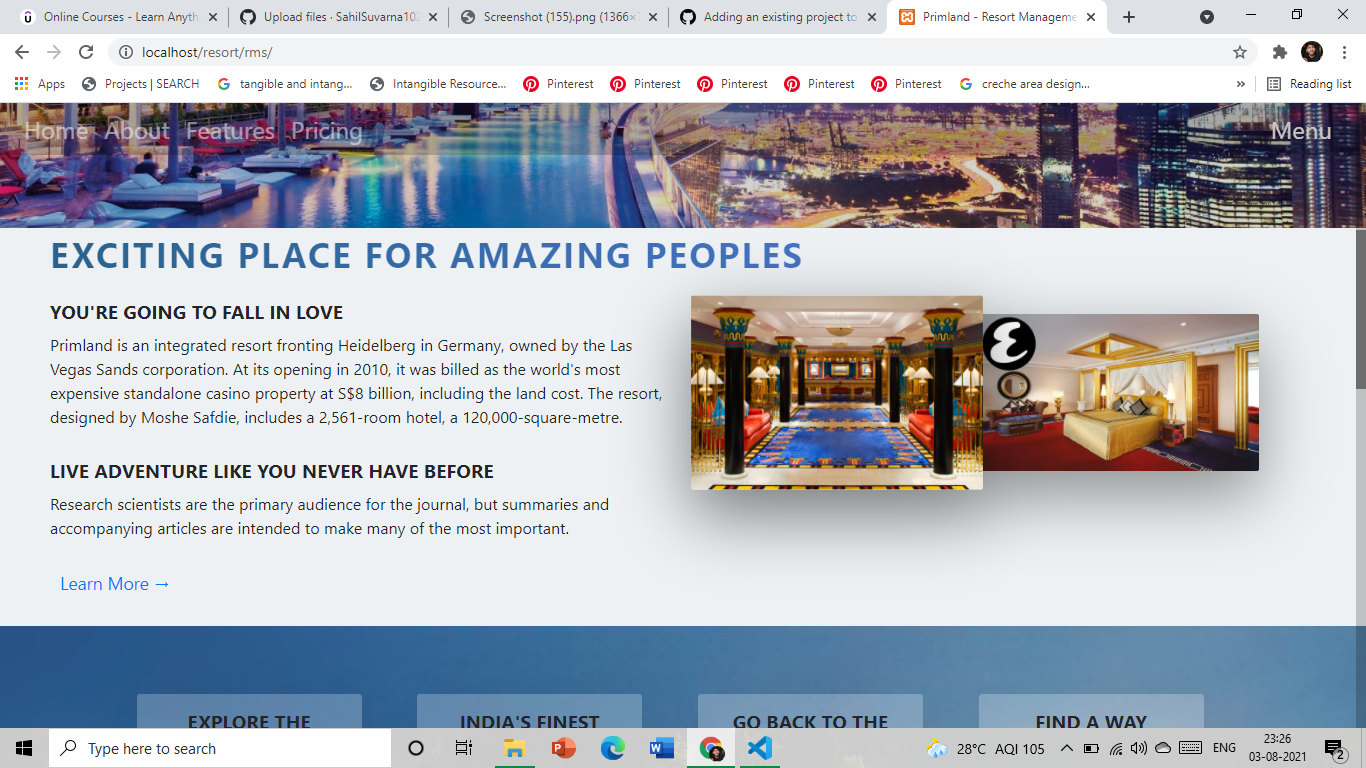 Online Courses - Learn Anyth
Upload files · SahilSuvarna102
Screenshot (155).png (1366×
Adding an existing project to
Primland - Resort Manageme
localhost/resort/rms/
Apps
Projects | SEARCH
tangible and intang...
Intangible Resource...
Pinterest
Pinterest
Pinterest
Pinterest
Pinterest
creche area design...
»
Reading list
Home About Features Pricing
Menu
EXCITING PLACE FOR AMAZING PEOPLES
YOU'RE GOING TO FALL IN LOVE
Primland is an integrated resort fronting Heidelberg in Germany, owned by the Las
Vegas Sands corporation. At its opening in 2010, it was billed as the world's most
expensive standalone casino property at S$8 billion, including the land cost. The resort,
designed by Moshe Safdie, includes a 2,561-room hotel, a 120,000-square-metre.
LIVE ADVENTURE LIKE YOU NEVER HAVE BEFORE
Research scientists are the primary audience for the journal, but summaries and
accompanying articles are intended to make many of the most important.
Learn More →
EXPLORE THE
INDIA'S FINEST
GO BACK TO THE
FIND A WAY
Type here to search
28°C AQI 105
ENG
23:26
03-08-2021
2